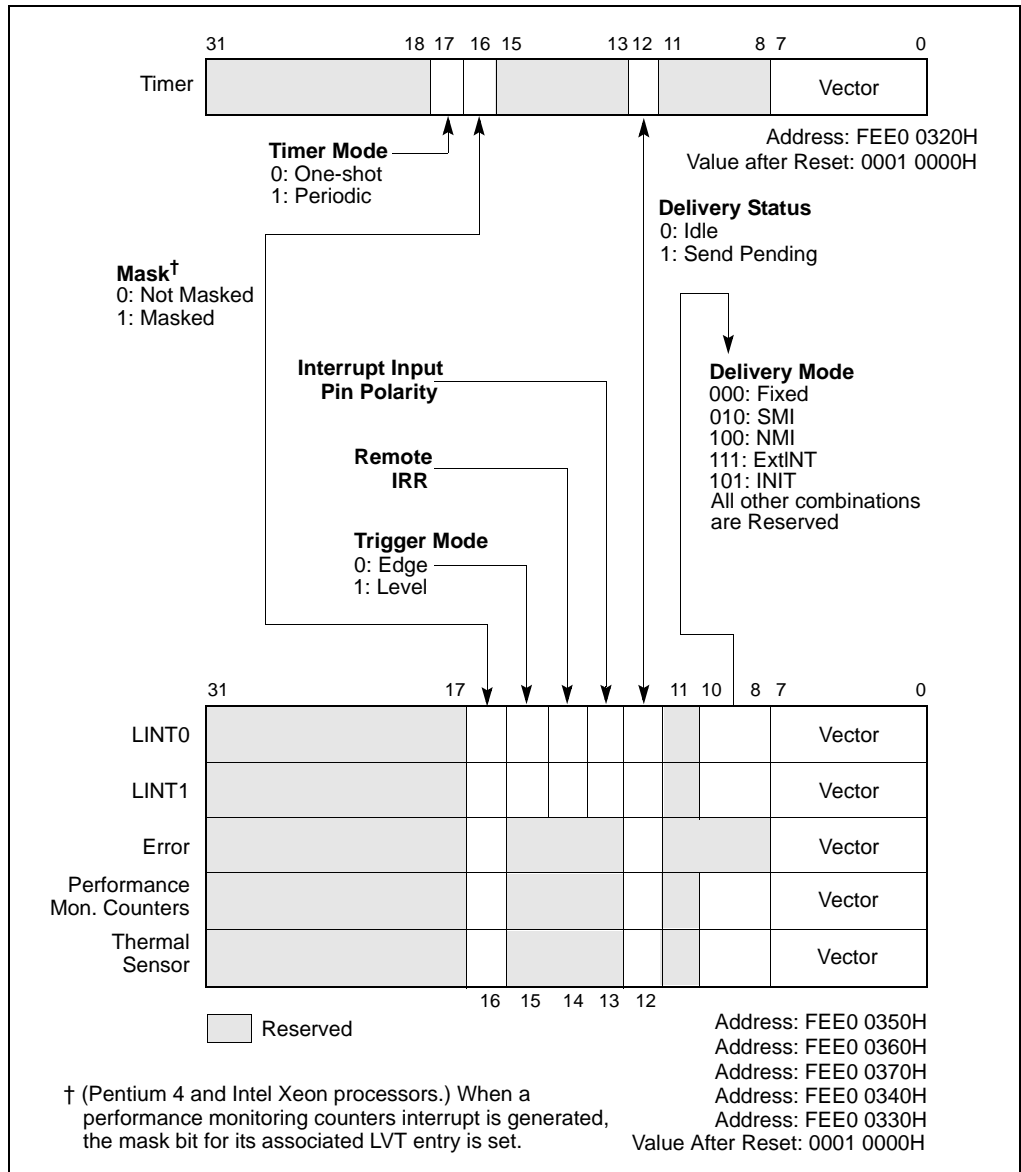 31 18 17 16 15 13 12 11 8 7 0
Timer Vector
Address: FEE0 0320H
Value after Reset: 0001 0000H
Timer Mode
0: One-shot
1: Periodic
Delivery Status
0: Idle
1: Send Pending
Mask†
0: Not Masked
1: Masked
Interrupt Input
Pin Polarity
Delivery Mode
000: Fixed
010: SMI
100: NMI
111: ExtlNT
101: INIT
All other combinations
are Reserved
Remote
IRR
Trigger Mode
0: Edge
1: Level
31 17 11 10 8 7 0
LINT0 Vector
LINT1 Vector
Error Vector
Performance
Mon. Counters Vector
Thermal
Sensor Vector
16 15 14 13 12
Reserved
Address: FEE0 0350H
Address: FEE0 0360H
Address: FEE0 0370H
Address: FEE0 0340H
Address: FEE0 0330H
Value After Reset: 0001 0000H
† (Pentium 4 and Intel Xeon processors.) When a
performance monitoring counters interrupt is generated,
the mask bit for its associated LVT entry is set.